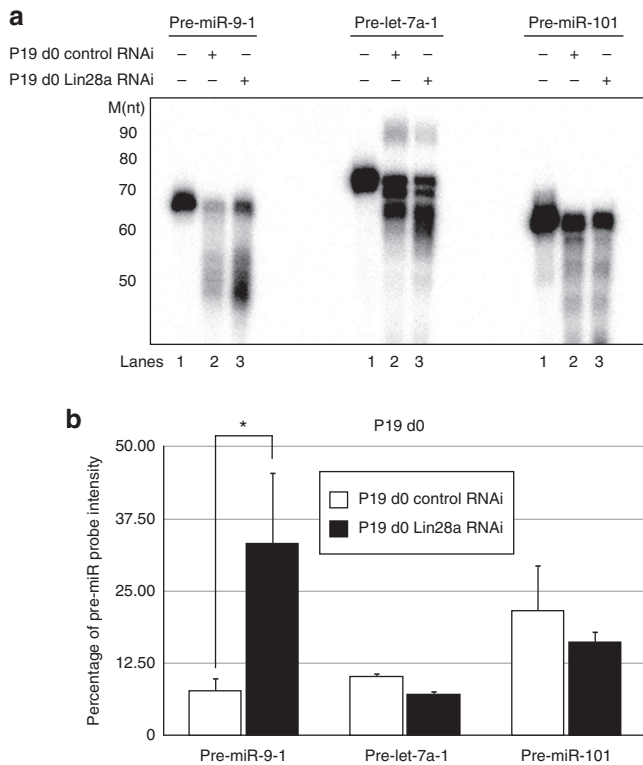 a
Pre-miR-9-1 Pre-let-7a-1 Pre-miR-101
P19 d0 control RNAi – + – – + – – + –
P19 d0 Lin28a RNAi – – + – – + – – +
M(nt)
90
80
70
60
50
Lanes 1 2 3 1 2 3 1 2 3
b
P19 d0
*
50.00
37.50
25.00
12.50
0
Percentage of pre-miR probe intensity
P19 d0 control RNAi
P19 d0 Lin28a RNAi
Pre-miR-9-1 Pre-let-7a-1 Pre-miR-101